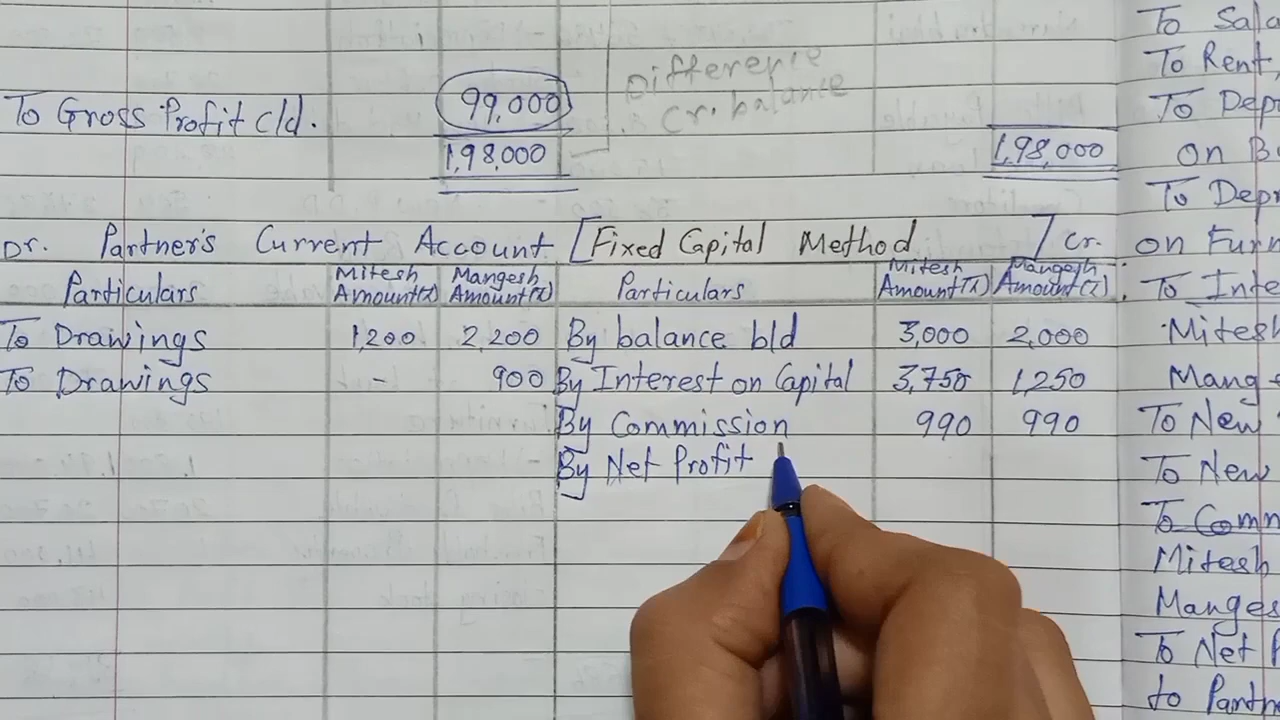 Difference
Cr. balance
To Gross Profit c/d. 99,000
1,98,000 1,98,000
Dr. Partner's Current Account [Fixed Capital Method ] Cr.
Particulars Mitesh Amount(₹) Mangesh Amount(₹) Particulars Mitesh Amount(₹) Mangesh Amount(₹)
To Drawings 1,200 2,200 By balance b/d 3,000 2,000
To Drawings - 900 By Interest on Capital 3,750 1,250
By Commission 990 990
By Net Profit
To Sala
To Rent,
To Dep
on B
To Depr
on Furn
To Inte
Mitesh
Mang
To New
To New
To Comm
Mitesh
Manges
To Net P
to Partn